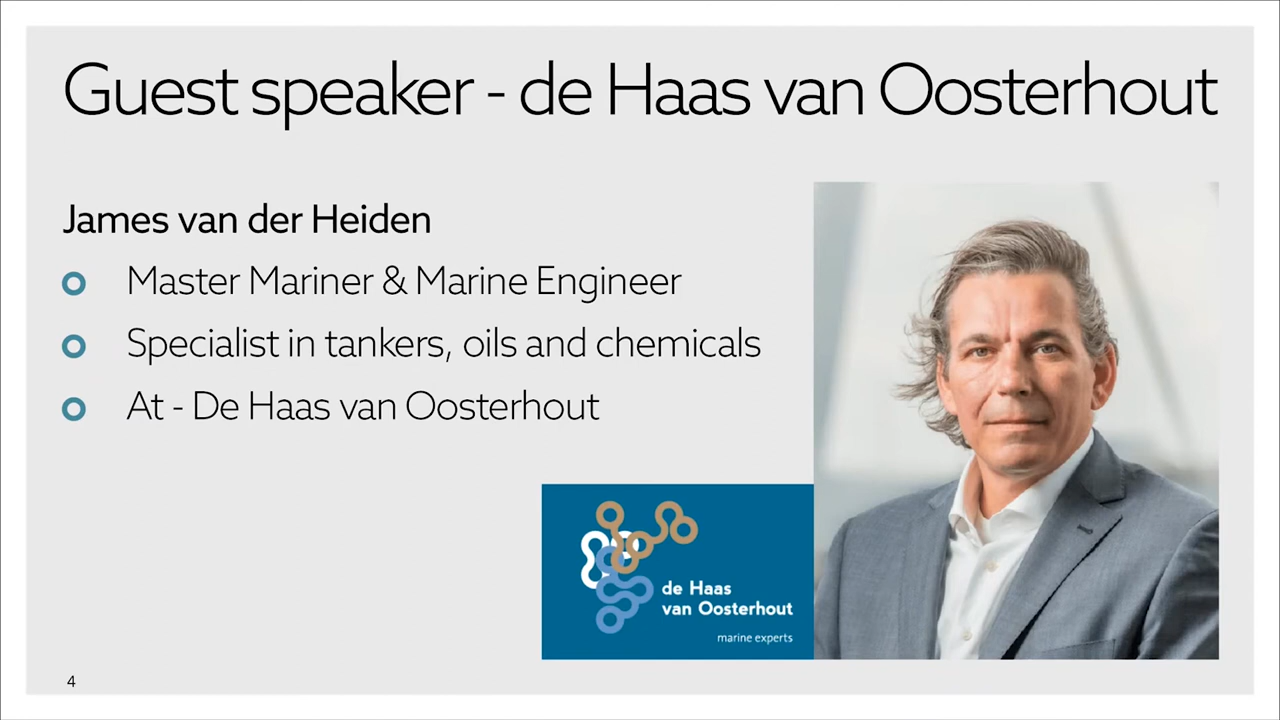 Guest speaker - de Haas van Oosterhout
James van der Heiden
Master Mariner & Marine Engineer
Specialist in tankers, oils and chemicals
At - De Haas van Oosterhout
de Haas
van Oosterhout
marine experts
4